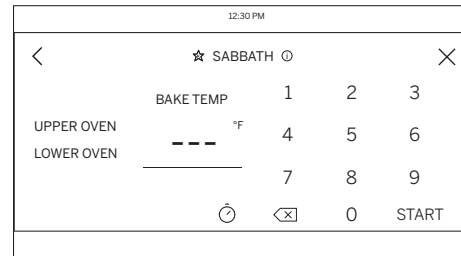 12:30 PM
SABBATH
BAKE TEMP
1 2 3
UPPER OVEN
LOWER OVEN
--- °F
4 5 6
7 8 9
0 START